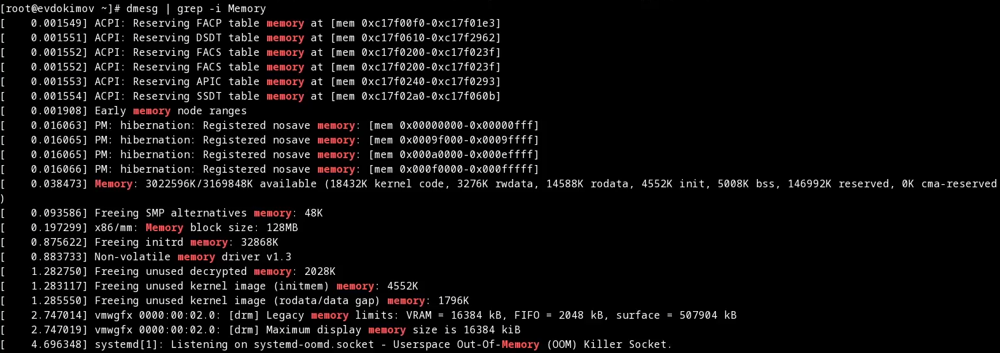 [root@evdokimov ~]# dmesg | grep -i Memory
[    0.001549] ACPI: Reserving FACP table memory at [mem 0xc17f00f0-0xc17f01e3]
[    0.001551] ACPI: Reserving DSDT table memory at [mem 0xc17f0610-0xc17f2962]
[    0.001552] ACPI: Reserving FACS table memory at [mem 0xc17f0200-0xc17f023f]
[    0.001552] ACPI: Reserving FACS table memory at [mem 0xc17f0200-0xc17f023f]
[    0.001553] ACPI: Reserving APIC table memory at [mem 0xc17f0240-0xc17f0293]
[    0.001554] ACPI: Reserving SSDT table memory at [mem 0xc17f02a0-0xc17f060b]
[    0.001908] Early memory node ranges
[    0.016063] PM: hibernation: Registered nosave memory: [mem 0x00000000-0x00000fff]
[    0.016065] PM: hibernation: Registered nosave memory: [mem 0x0009f000-0x0009ffff]
[    0.016065] PM: hibernation: Registered nosave memory: [mem 0x000a0000-0x000effff]
[    0.016066] PM: hibernation: Registered nosave memory: [mem 0x000f0000-0x000fffff]
[    0.038473] Memory: 3022596K/3169848K available (18432K kernel code, 3276K rwdata, 14588K rodata, 4552K init, 5008K bss, 146992K reserved, 0K cma-reserved
)
[    0.093586] Freeing SMP alternatives memory: 48K
[    0.197299] x86/mm: Memory block size: 128MB
[    0.875622] Freeing initrd memory: 32868K
[    0.883733] Non-volatile memory driver v1.3
[    1.282750] Freeing unused decrypted memory: 2028K
[    1.283117] Freeing unused kernel image (initmem) memory: 4552K
[    1.285550] Freeing unused kernel image (rodata/data gap) memory: 1796K
[    2.747014] vmwgfx 0000:00:02.0: [drm] Legacy memory limits: VRAM = 16384 kB, FIFO = 2048 kB, surface = 507904 kB
[    2.747019] vmwgfx 0000:00:02.0: [drm] Maximum display memory size is 16384 kiB
[    4.696348] systemd[1]: Listening on systemd-oomd.socket - Userspace Out-Of-Memory (OOM) Killer Socket.